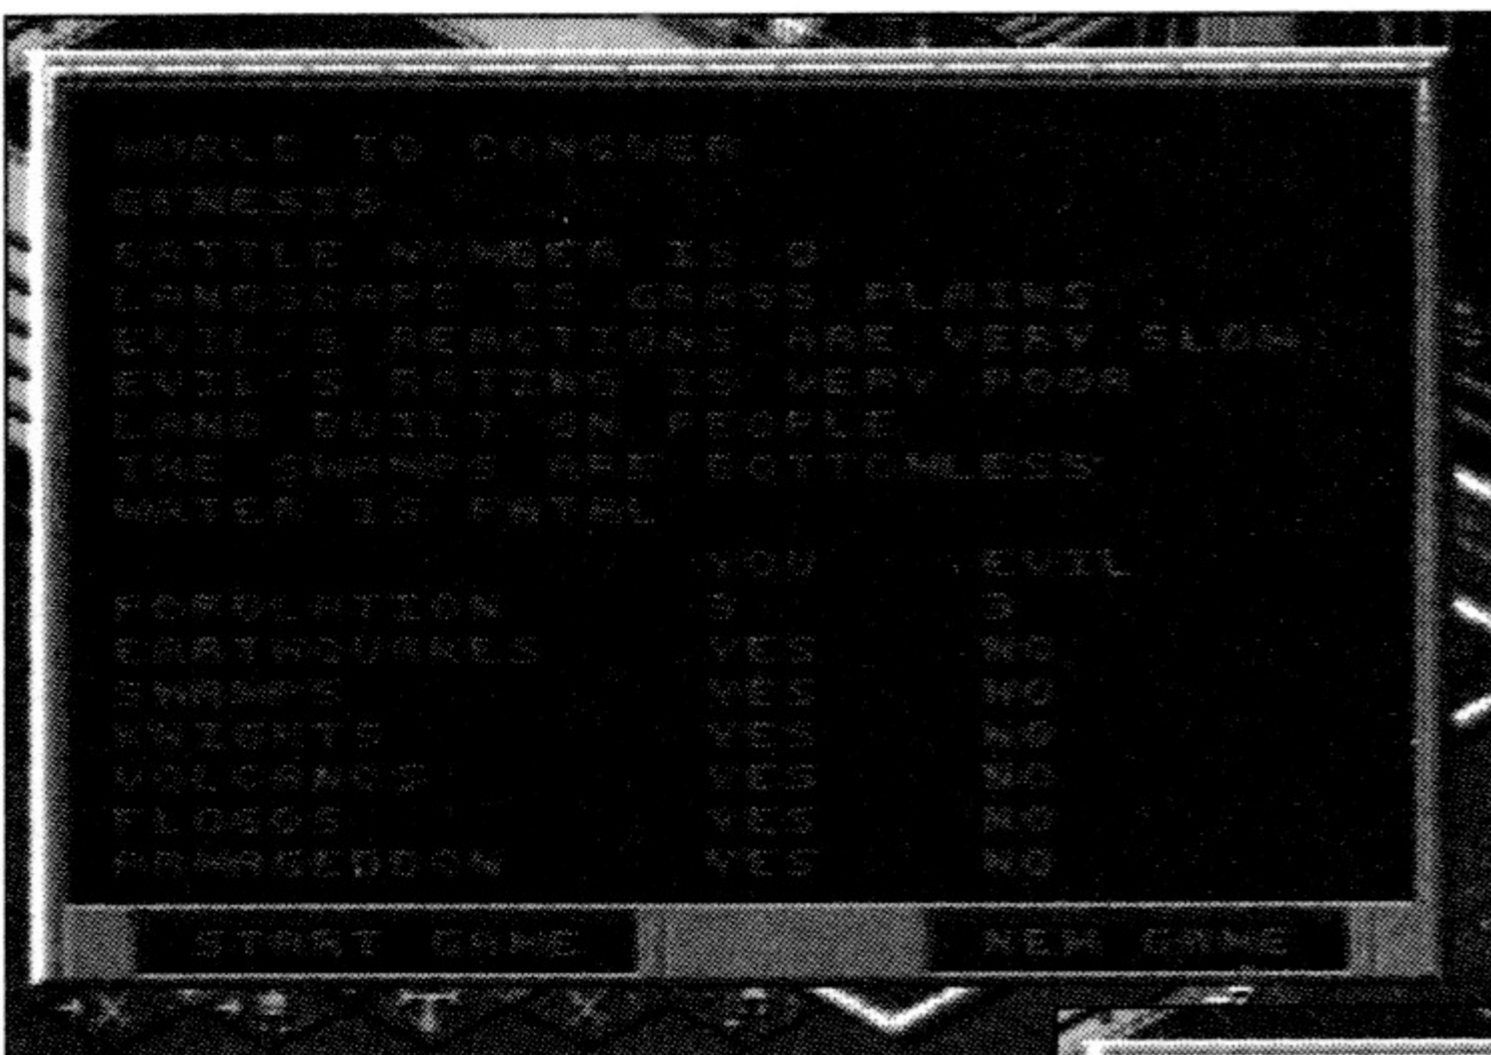 WORLD TO CONQUER
GENESIS
BATTLE NUMBER IS 0
LANDSCAPE IS GRASS PLAINS
EVIL'S REACTIONS ARE VERY SLOW
EVIL'S RATING IS VERY POOR
LAND BUILT ON PEOPLE
THE SWAMPS ARE BOTTOMLESS
WATER IS FATAL
YOU EVIL
POPULATION 3 3
EARTHQUAKES YES NO
SWAMPS YES NO
KNIGHTS YES NO
VOLCANOS YES NO
FLOODS YES NO
ARMAGEDDON YES NO
START GAME NEW GAME